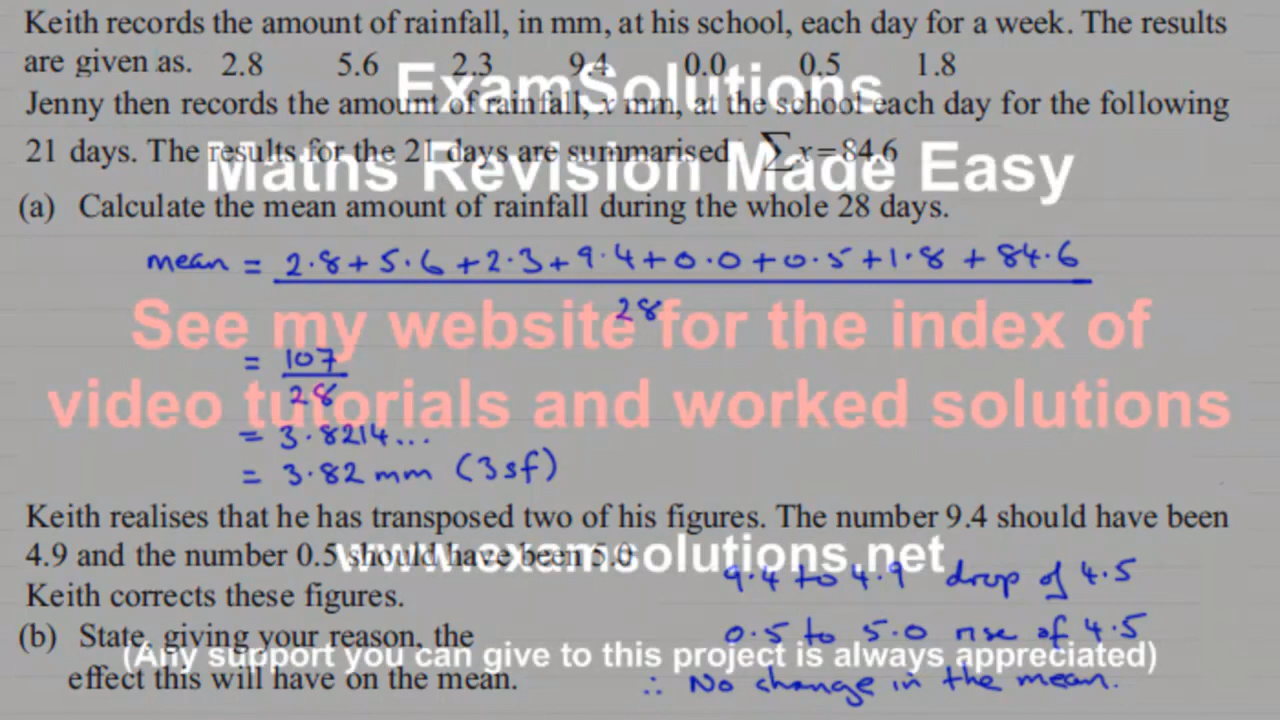 Keith records the amount of rainfall, in mm, at his school, each day for a week. The results
are given as. 2.8 5.6 2.3 9.4 0.0 0.5 1.8
ExamSolutions
Jenny then records the amount of rainfall, x mm, at the school each day for the following
21 days. The results for the 21 days are summarised ∑x=84.6
Maths Revision Made Easy
(a) Calculate the mean amount of rainfall during the whole 28 days.
mean = 2.8+5.6+2.3+9.4+0.0+0.5+1.8+84.6
28
See my website for the index of
= 107
28
video tutorials and worked solutions
= 3.8214...
= 3.82 mm (3sf)
Keith realises that he has transposed two of his figures. The number 9.4 should have been
4.9 and the number 0.5 should have been 5.0
www.examsolutions.net
9.4 to 4.9 drop of 4.5
Keith corrects these figures.
0.5 to 5.0 rise of 4.5
(b) State, giving your reason, the
(Any support you can give to this project is always appreciated)
effect this will have on the mean.
∴ No change in the mean.